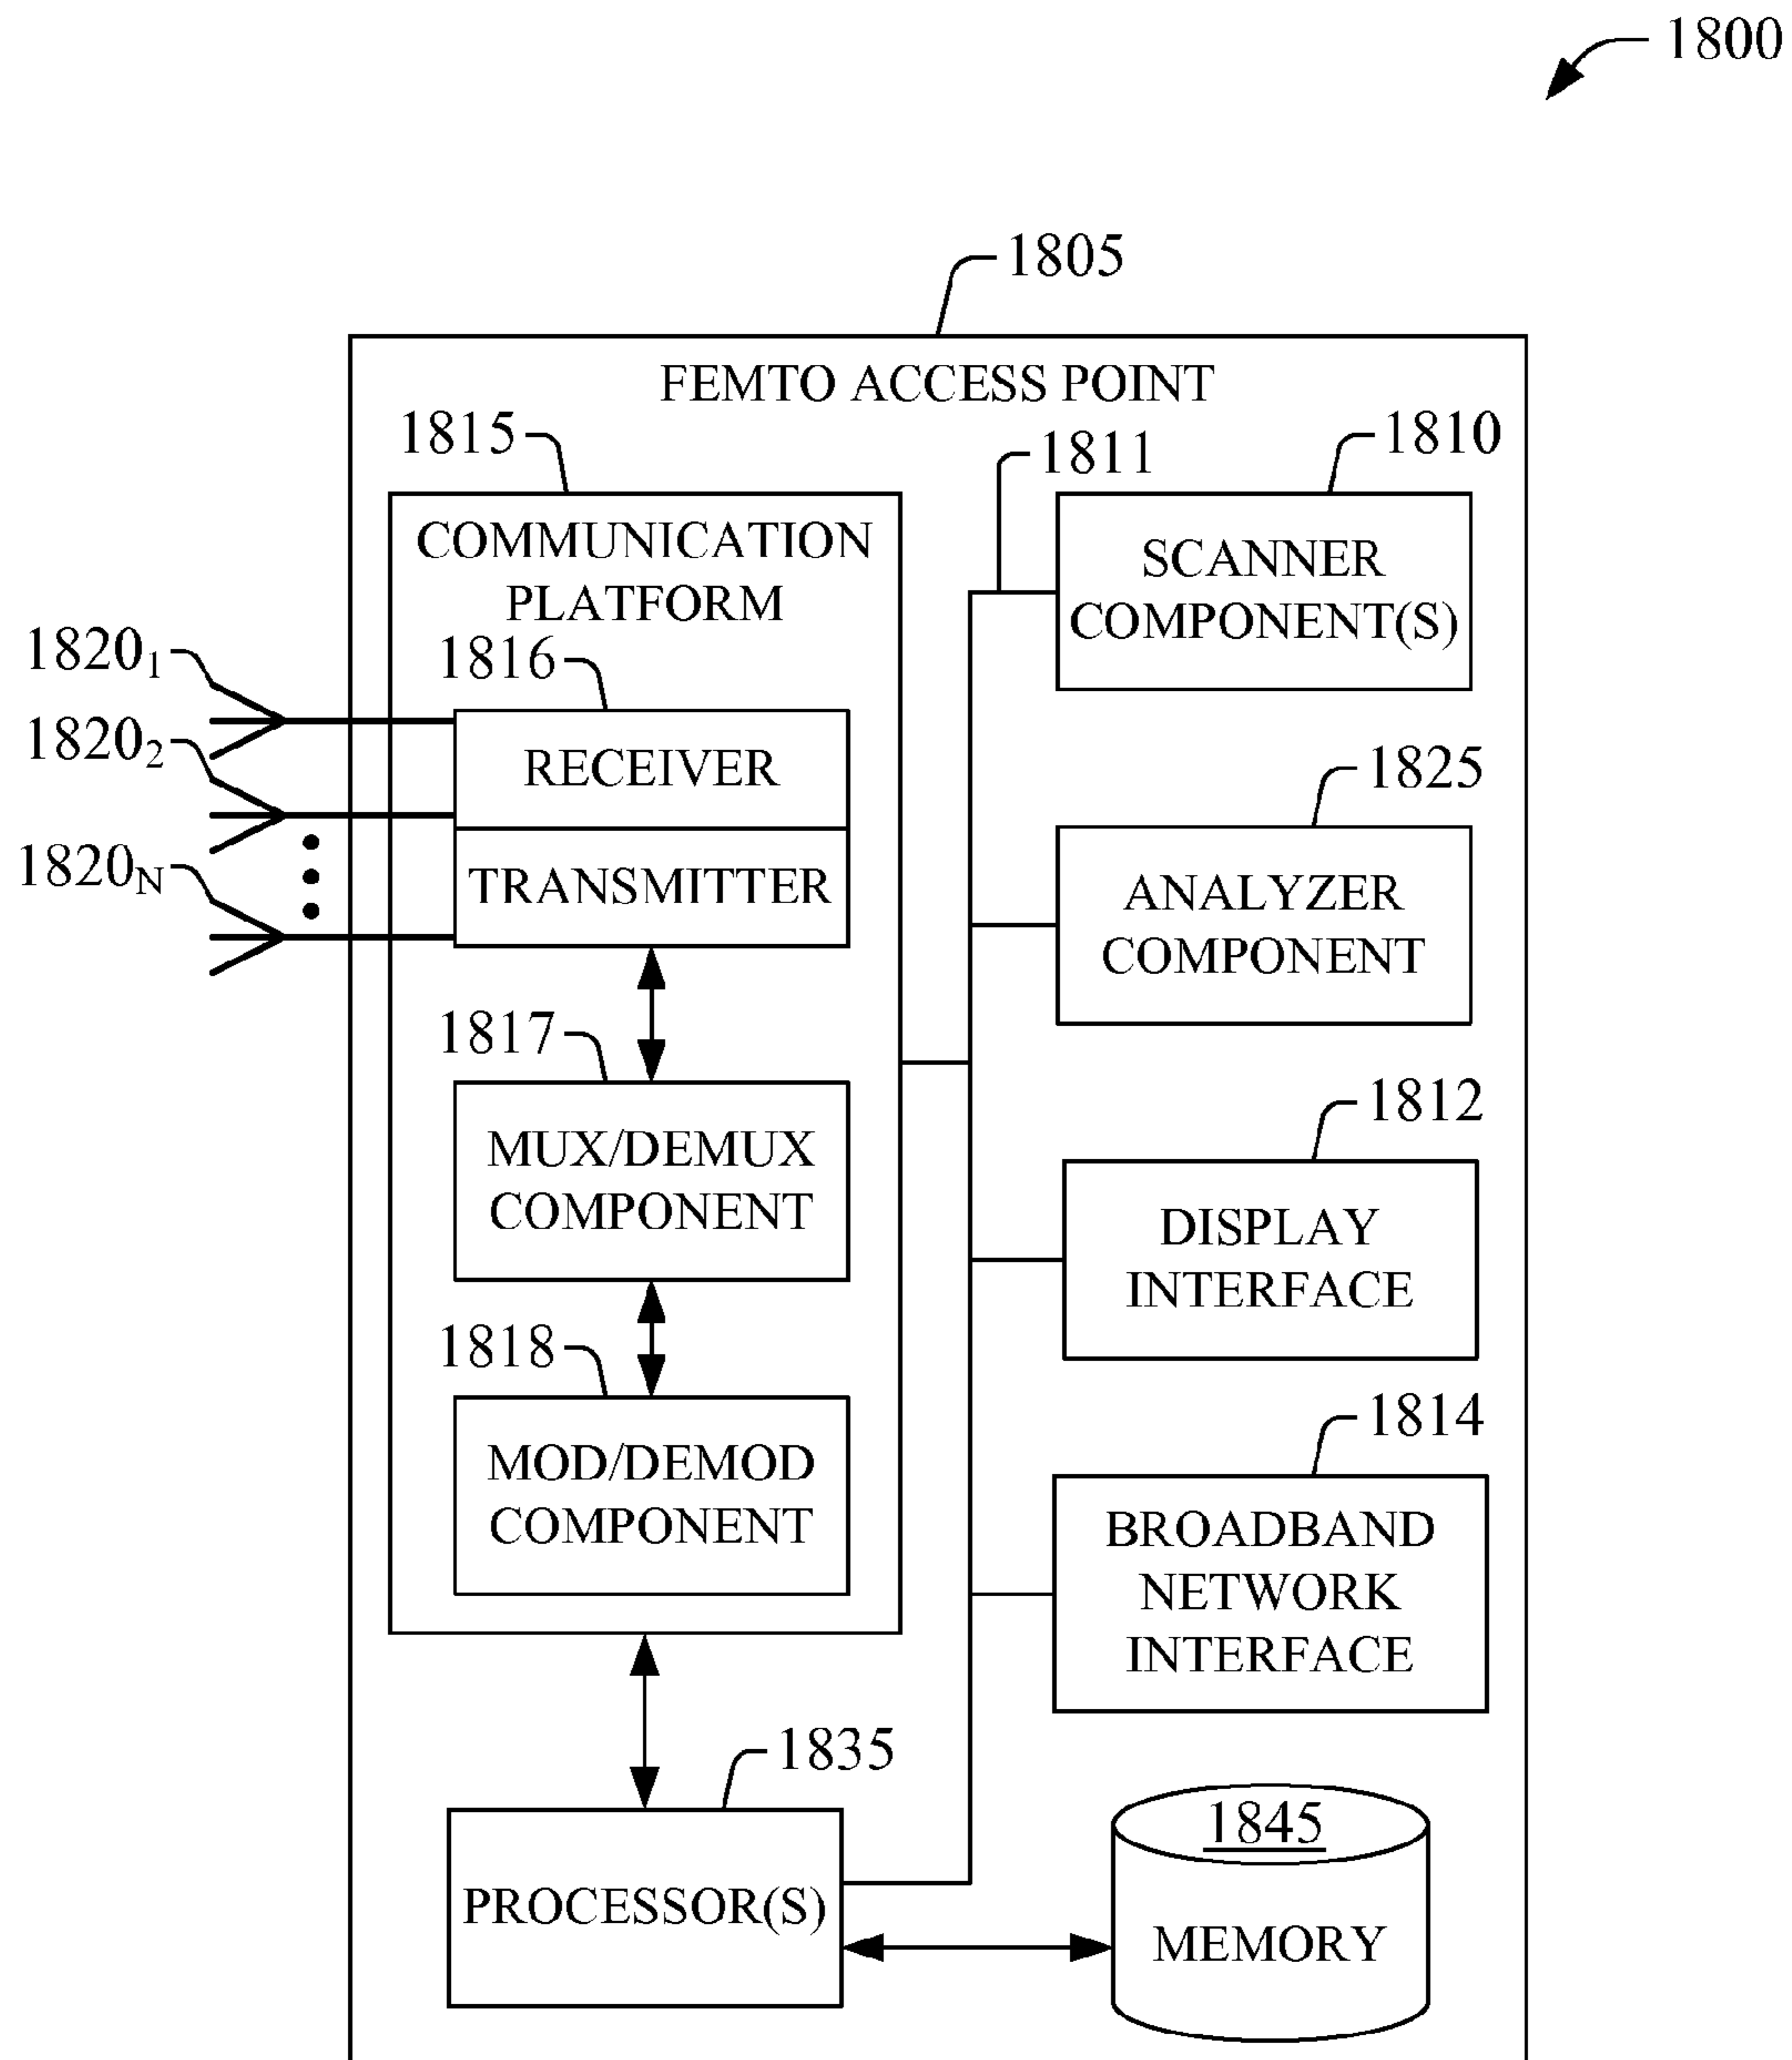 1800
1805
FEMTO ACCESS POINT
1815
1811
1810
COMMUNICATION
PLATFORM
SCANNER
COMPONENT(S)
1820₁
1816
1820₂
RECEIVER
1825
1820N
TRANSMITTER
ANALYZER
COMPONENT
1817
1812
MUX/DEMUX
COMPONENT
DISPLAY
INTERFACE
1818
1814
MOD/DEMOD
COMPONENT
BROADBAND
NETWORK
INTERFACE
1835
1845
PROCESSOR(S)
MEMORY